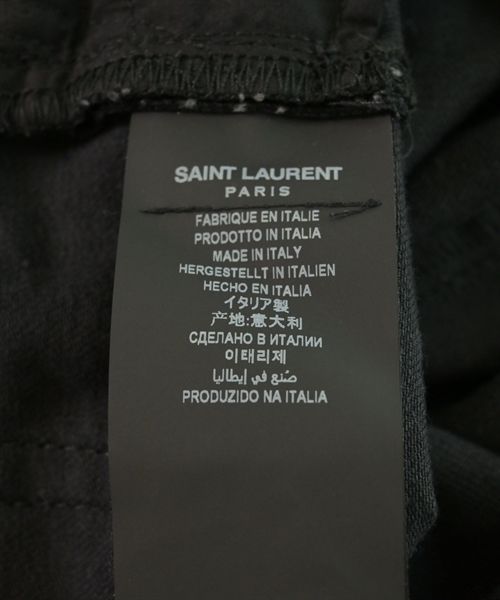 SAINT LAURENT
PARIS
FABRIQUE EN ITALIE
PRODOTTO IN ITALIA
MADE IN ITALY
HERGESTELLT IN ITALIEN
HECHO EN ITALIA
イタリア製
产地:意大利
СДЕЛАНО В ИТАЛИИ
이태리제
صُنع في إيطاليا
PRODUZIDO NA ITALIA